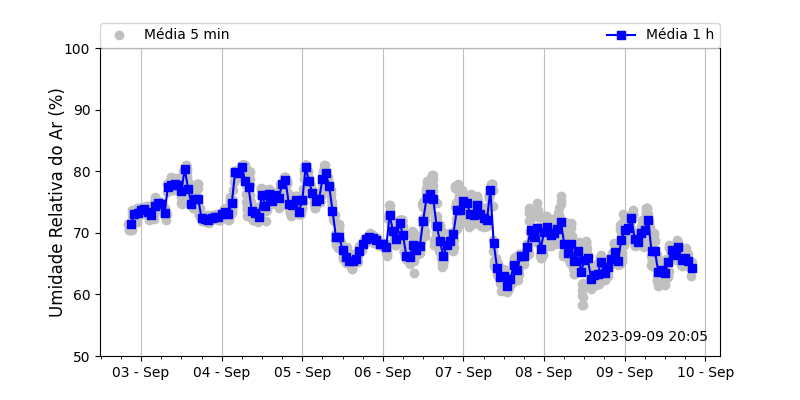 Média 5 min Média 1 h
100
90
80
70
60
50
Umidade Relativa do Ar (%)
2023-09-09 20:05
03 - Sep 04 - Sep 05 - Sep 06 - Sep 07 - Sep 08 - Sep 09 - Sep 10 - Sep